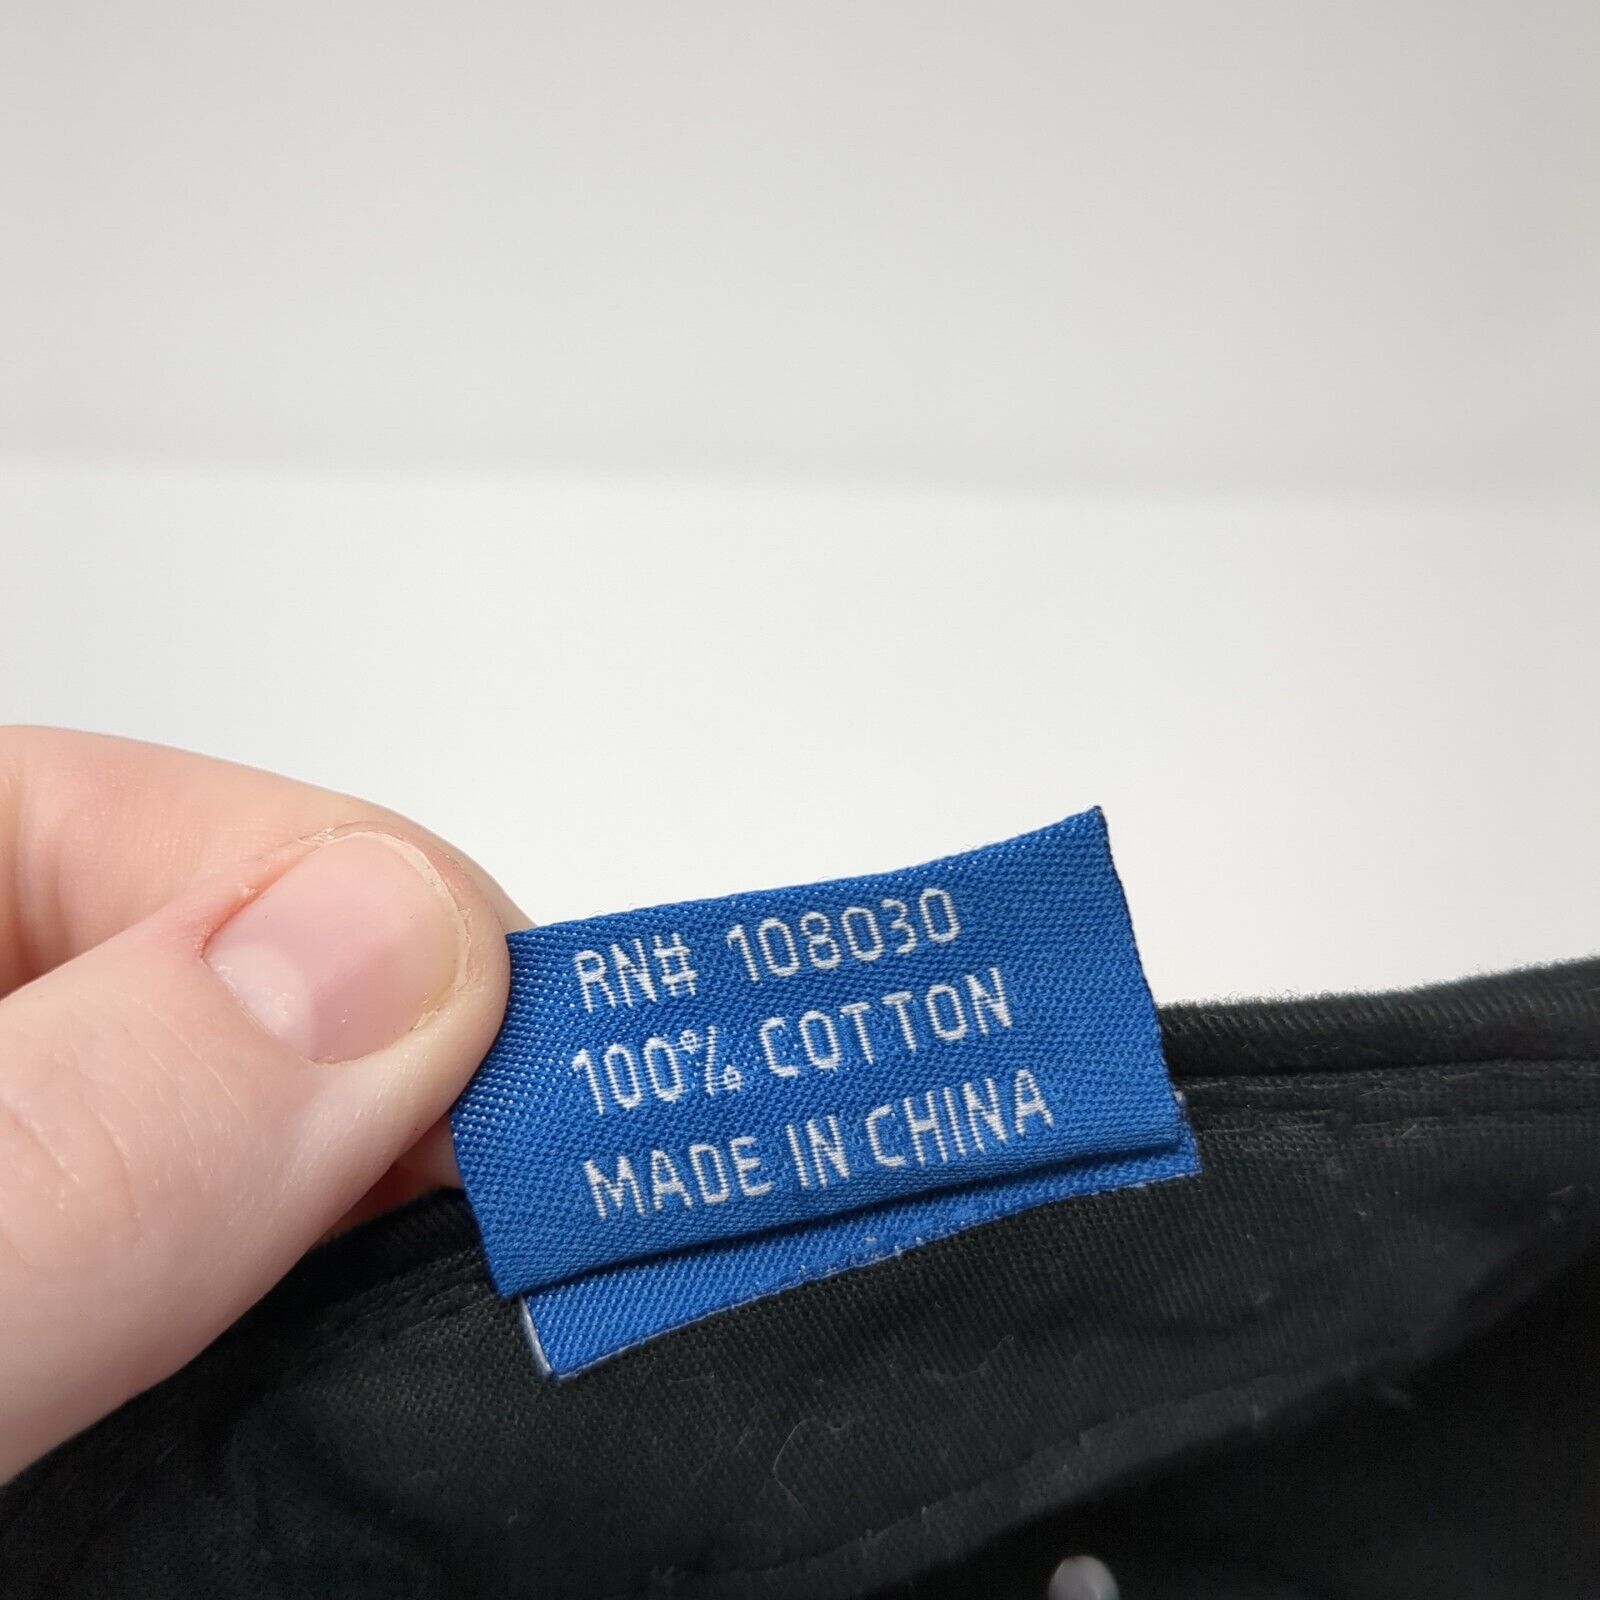 RN# 108030
100% COTTON
MADE IN CHINA